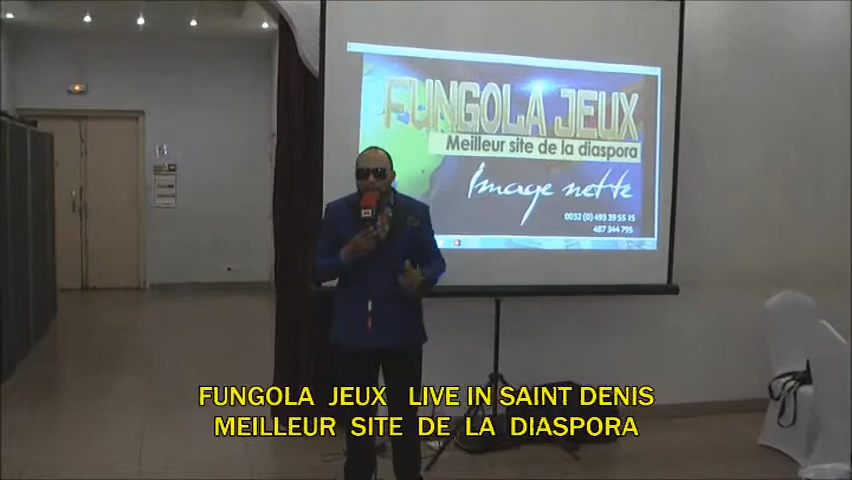 FUNGOLA JEUX
Meilleur site de la diaspora
Image nette
0032 (0) 493 39 55 15
487 344 795
FUNGOLA JEUX LIVE IN SAINT DENIS
MEILLEUR SITE DE LA DIASPORA